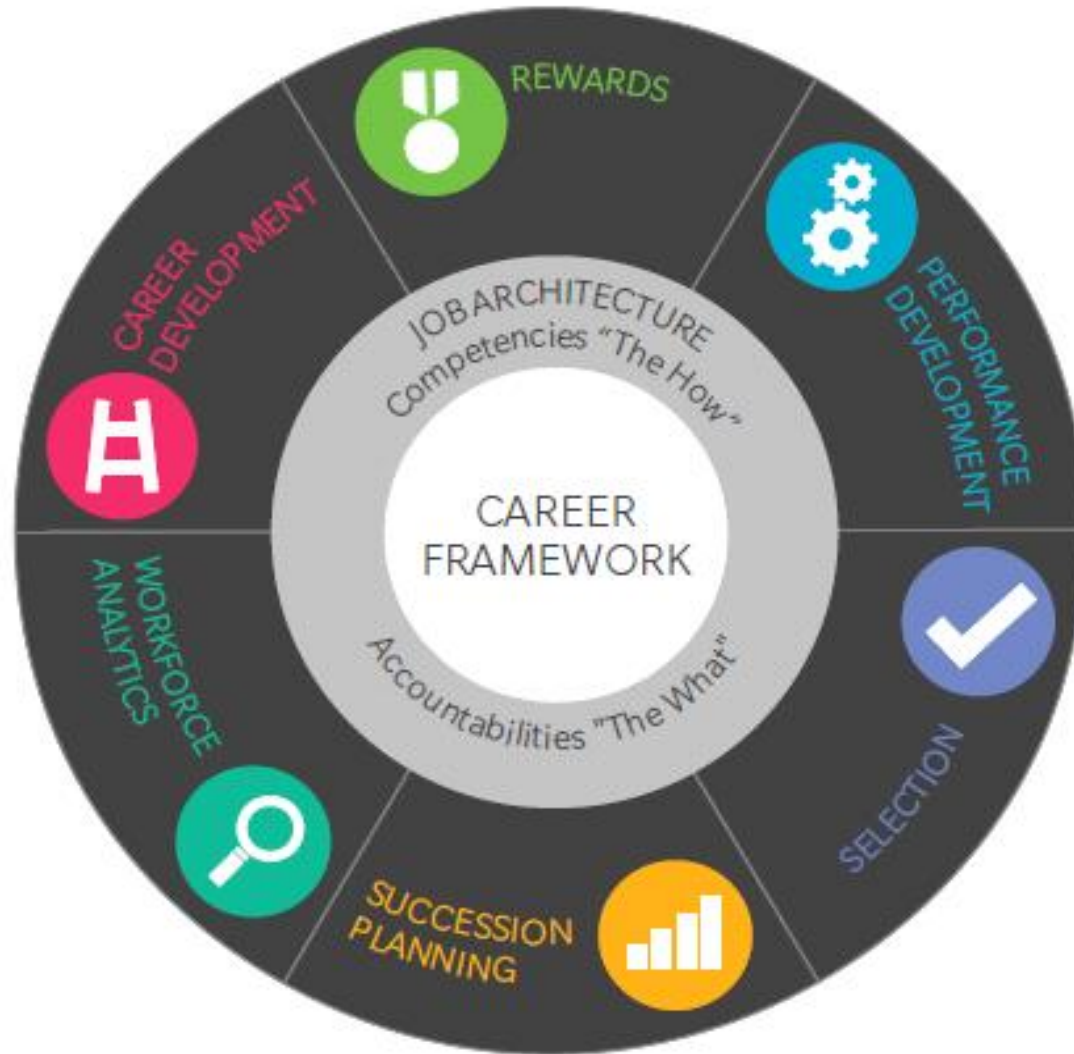 REWARDS
PERFORMANCE
DEVELOPMENT
SELECTION
SUCCESSION
PLANNING
WORKFORCE
ANALYTICS
CAREER
DEVELOPMENT
JOB ARCHITECTURE
Competencies “The How”
CAREER
FRAMEWORK
Accountabilities "The What"